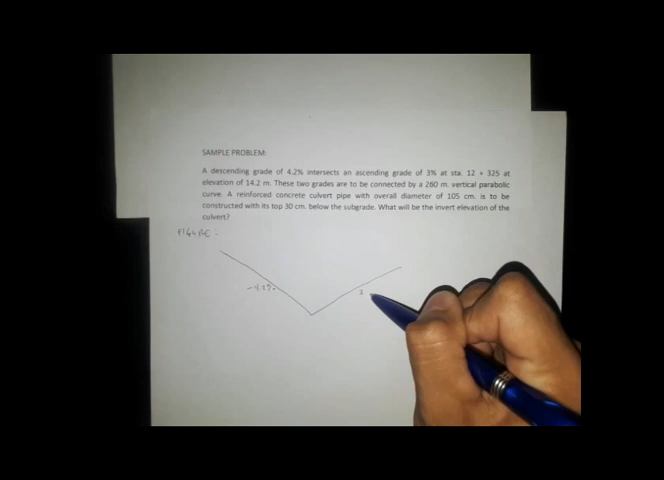 SAMPLE PROBLEM:
A descending grade of 4.2% intersects an ascending grade of 3% at sta. 12 + 325 at
elevation of 14.2 m. These two grades are to be connected by a 260 m. vertical parabolic
curve. A reinforced concrete culvert pipe with overall diameter of 105 cm. is to be
constructed with its top 30 cm. below the subgrade. What will be the invert elevation of the
culvert?
FIGURE :
-4.2%
3